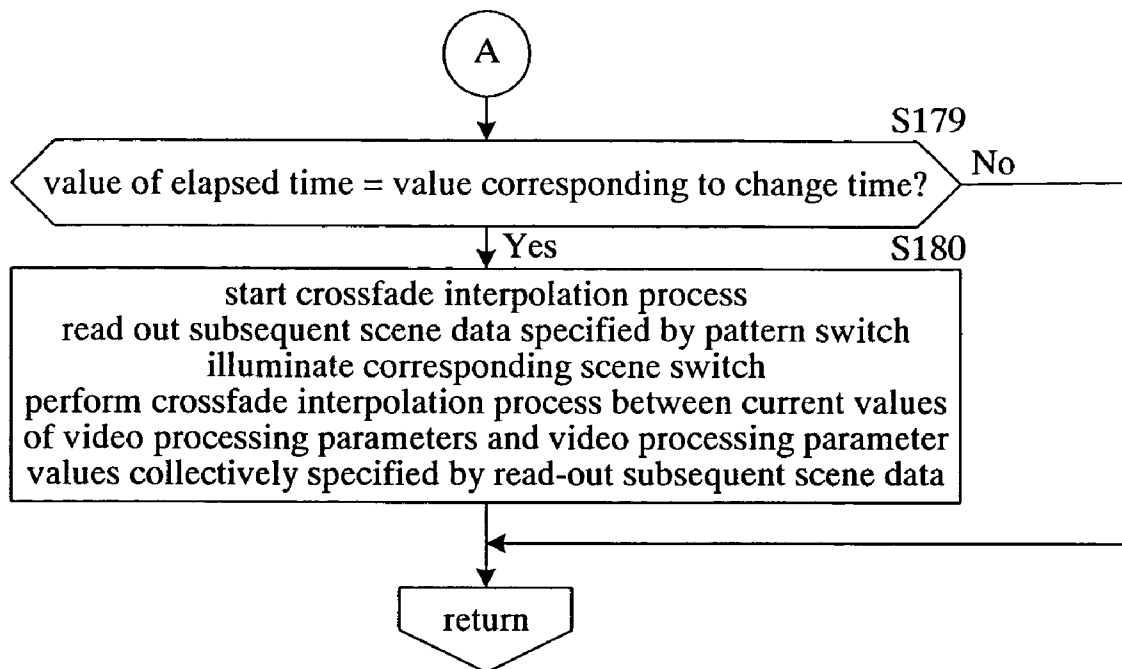 A
S179
value of elapsed time = value corresponding to change time?
No
Yes
S180
start crossfade interpolation process
read out subsequent scene data specified by pattern switch
illuminate corresponding scene switch
perform crossfade interpolation process between current values
of video processing parameters and video processing parameter
values collectively specified by read-out subsequent scene data
return